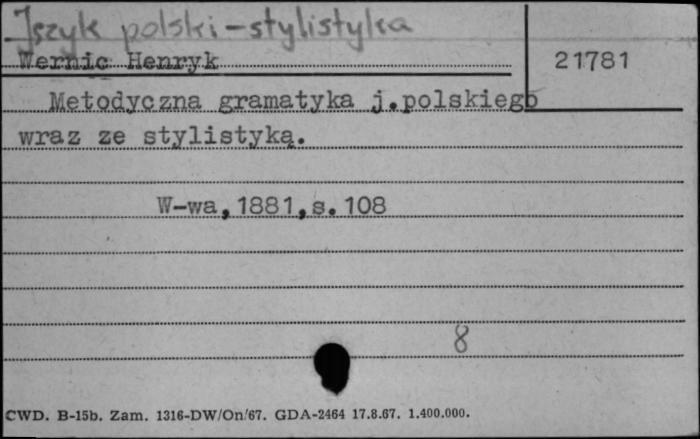 Język polski-stylistyka
Wernic Henryk
21781
Metodyczna gramatyka j.polskiego
wraz ze stylistyką.
W-wa,1881,s.108
8
CWD. B-15b. Zam. 1316-DW/On/67. GDA-2464 17.8.67. 1.400.000.